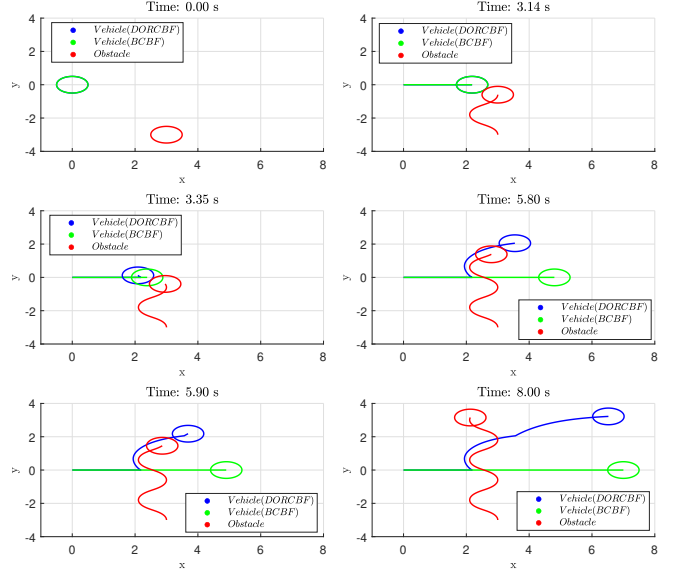 Time: 0.00 s
Vehicle(DORCBF)
Vehicle(BCBF)
Obstacle
y
4
2
0
-2
-4
0 2 4 6 8
x
Time: 3.14 s
Vehicle(DORCBF)
Vehicle(BCBF)
Obstacle
y
4
2
0
-2
-4
0 2 4 6 8
x
Time: 3.35 s
Vehicle(DORCBF)
Vehicle(BCBF)
Obstacle
y
4
2
0
-2
-4
0 2 4 6 8
x
Time: 5.80 s
Vehicle(DORCBF)
Vehicle(BCBF)
Obstacle
y
4
2
0
-2
-4
0 2 4 6 8
x
Time: 5.90 s
Vehicle(DORCBF)
Vehicle(BCBF)
Obstacle
y
4
2
0
-2
-4
0 2 4 6 8
x
Time: 8.00 s
Vehicle(DORCBF)
Vehicle(BCBF)
Obstacle
y
4
2
0
-2
-4
0 2 4 6 8
x